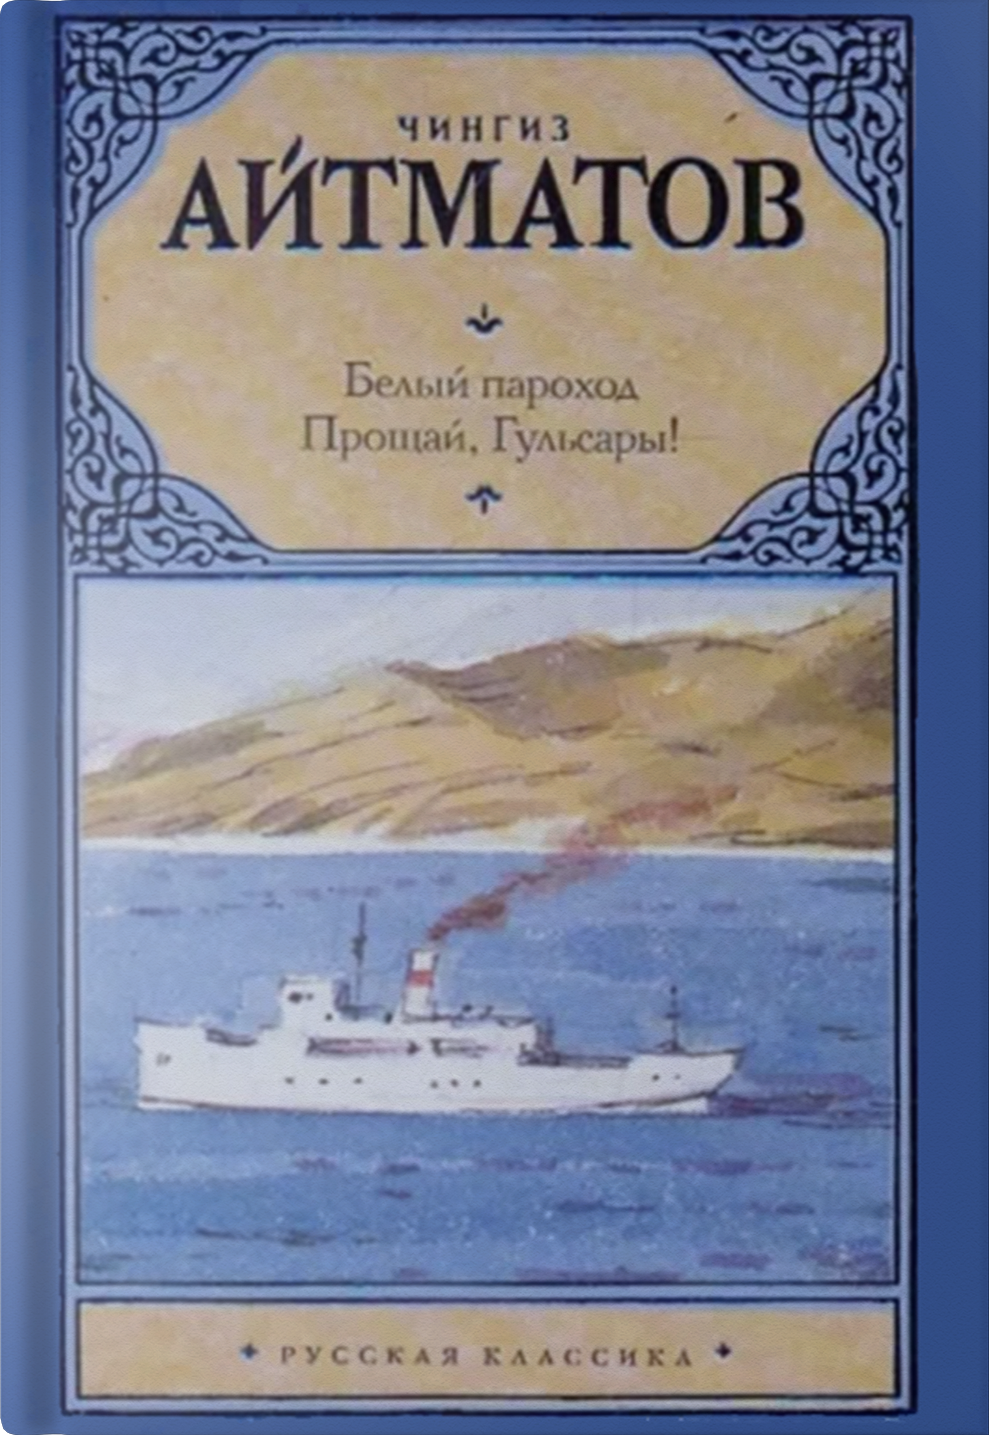 ЧИНГИЗ
АЙТМАТОВ
Белый пароход
Прощай, Гульсары!
РУССКАЯ КЛАССИКА